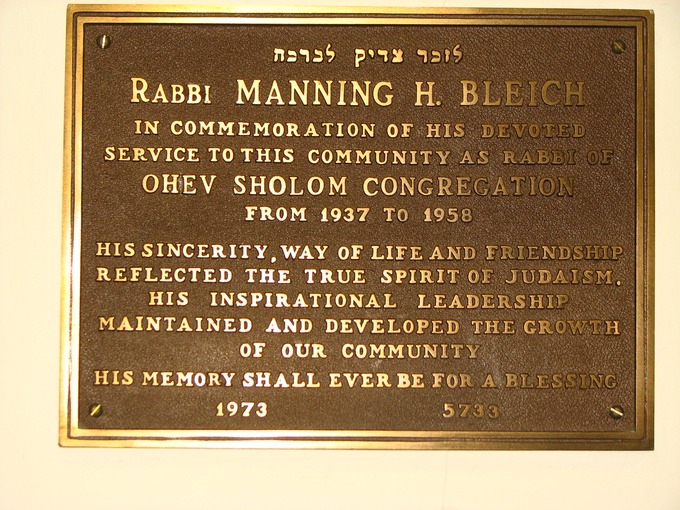 לזכר צדיק לברכה
RABBI MANNING H. BLEICH
IN COMMEMORATION OF HIS DEVOTED
SERVICE TO THIS COMMUNITY AS RABBI OF
OHEV SHOLOM CONGREGATION
FROM 1937 TO 1958
HIS SINCERITY, WAY OF LIFE AND FRIENDSHIP
REFLECTED THE TRUE SPIRIT OF JUDAISM.
HIS INSPIRATIONAL LEADERSHIP
MAINTAINED AND DEVELOPED THE GROWTH
OF OUR COMMUNITY
HIS MEMORY SHALL EVER BE FOR A BLESSING
1973 5733